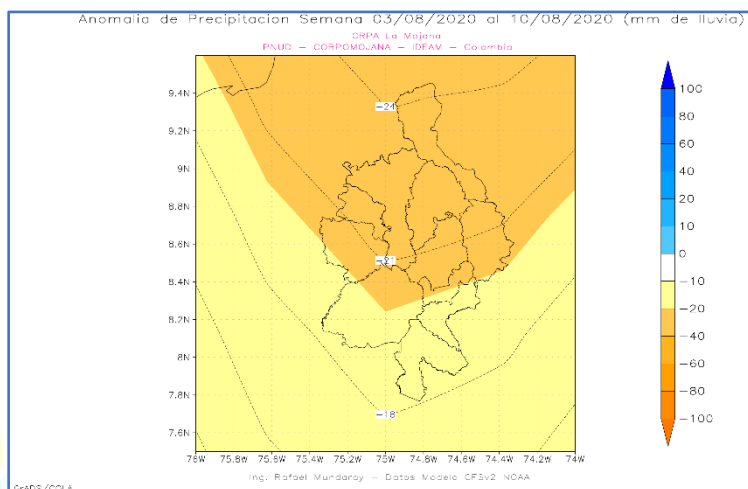 Anomalia de Precipitacion Semana 03/08/2020 al 10/08/2020 (mm de lluvia)
CRPA La Mojana
PNUD – CORPOMOJANA – IDEAM – Colombia
9.4N
9.2N
9N
8.8N
8.6N
8.4N
8.2N
8N
7.8N
7.6N
-24
-21
-18
76W 75.8W 75.6W 75.4W 75.2W 75W 74.8W 74.6W 74.4W 74.2W 74W
100
80
60
40
20
0
-10
-20
-40
-60
-80
-100
Ing. Rafael Mundaray – Datos Modelo CFSv2 NOAA
GrADS/COLA